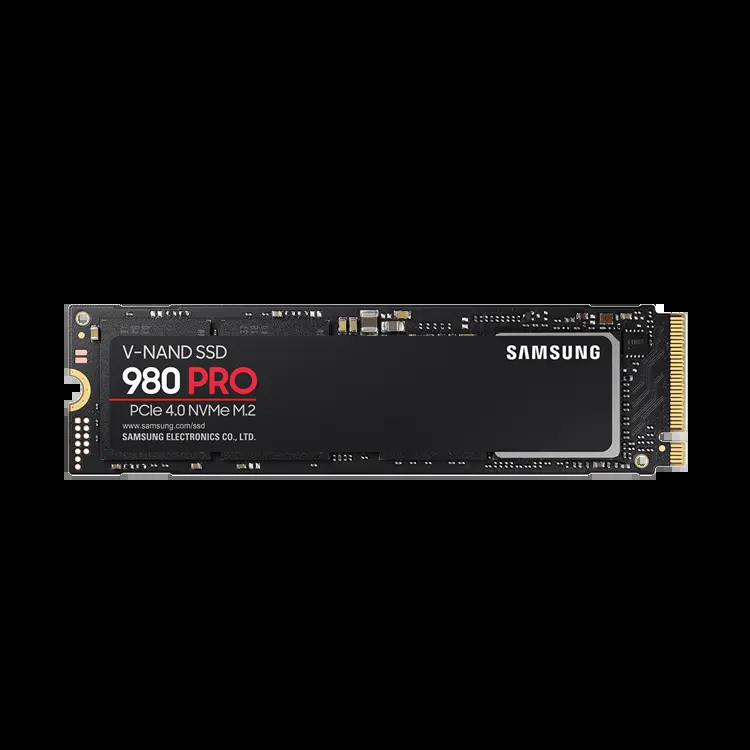 V-NAND SSD
980 PRO
PCIe 4.0 NVMe M.2
www.samsung.com/ssd
SAMSUNG ELECTRONICS CO., LTD.
SAMSUNG